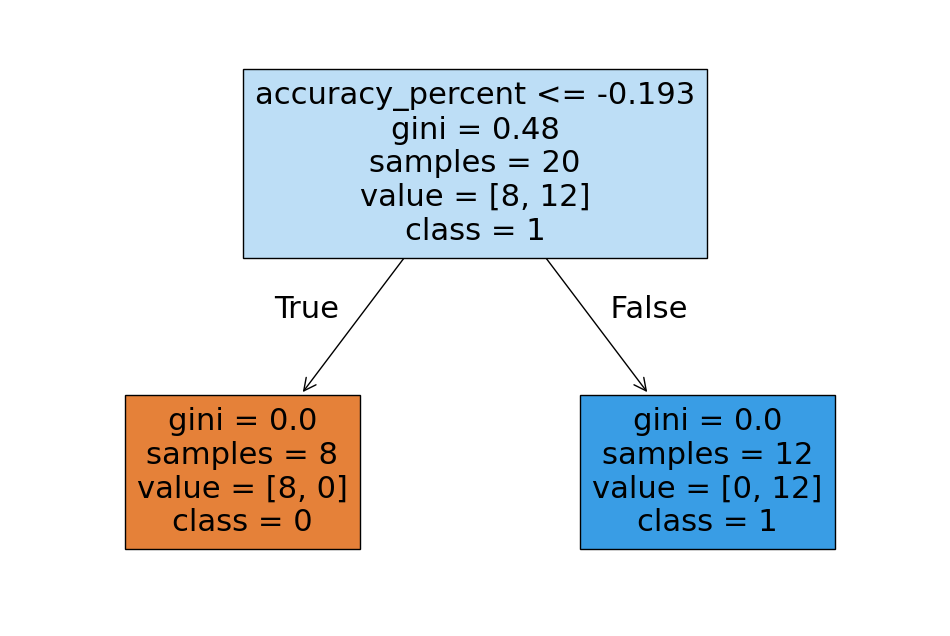 accuracy_percent <= -0.193
gini = 0.48
samples = 20
value = [8, 12]
class = 1
True
False
gini = 0.0
samples = 8
value = [8, 0]
class = 0
gini = 0.0
samples = 12
value = [0, 12]
class = 1